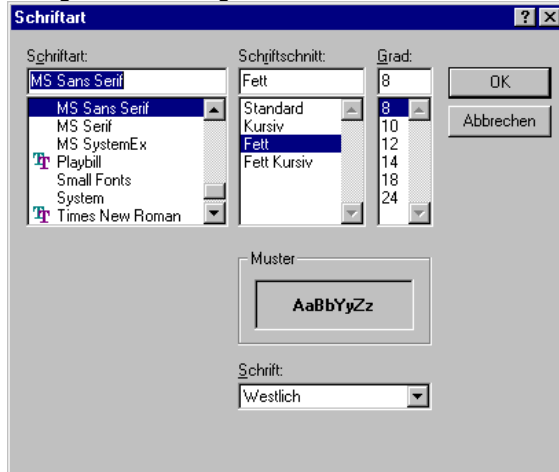 Schriftart
Schriftart:
MS Sans Serif
MS Sans Serif
MS Serif
MS SystemEx
Playbill
Small Fonts
System
Times New Roman
Schriftschnitt:
Fett
Standard
Kursiv
Fett
Fett Kursiv
Grad:
8
8
10
12
14
18
24
OK
Abbrechen
Muster
AaBbYyZz
Schrift:
Westlich